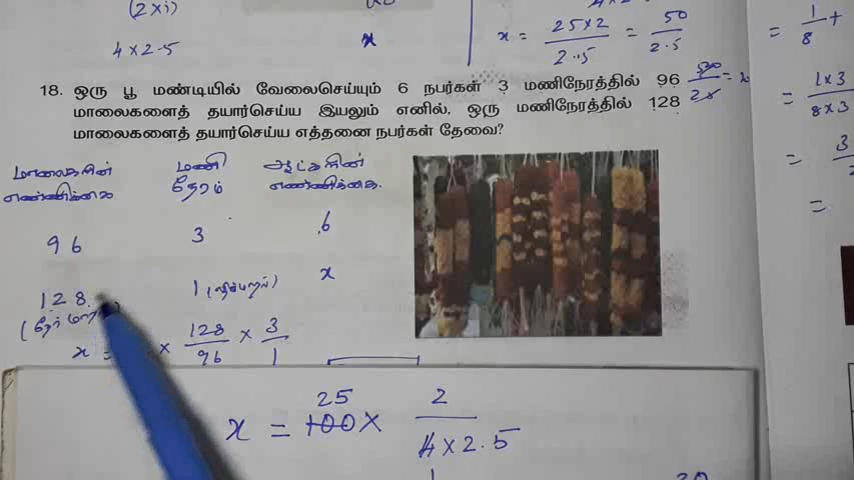 (2×i)
4 × 2·5
x
x = 25×2 / 2·5 = 50 / 2·5
= 1/8 +
18. ஒரு பூ மண்டியில் வேலைசெய்யும் 6 நபர்கள் 3 மணிநேரத்தில் 96
மாலைகளைத் தயார்செய்ய இயலும் எனில், ஒரு மணிநேரத்தில் 128
மாலைகளைத் தயார்செய்ய எத்தனை நபர்கள் தேவை?
= 1×3 / 8×3
= 3
=
மாலைகளின் மணி ஆட்களின்
எண்ணிக்கை நேரம் எண்ணிக்கை.
96 3 6
128 1 x
(நேர்
x = × 128/96 × 3/1
x = 25 100 × 2 / 4×2.5